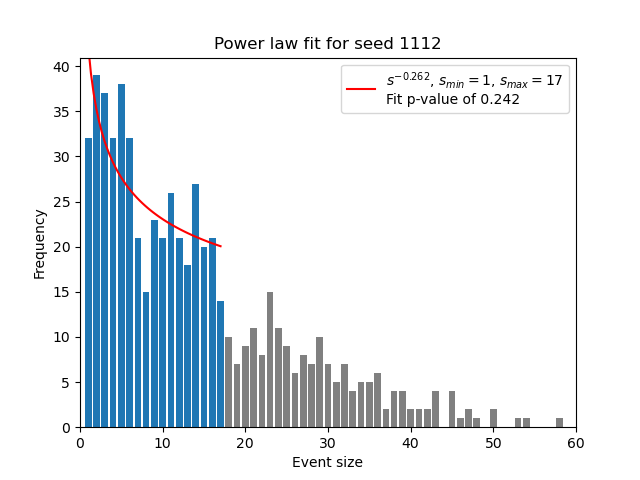 Power law fit for seed 1112
s^{-0.262}, s_{min} = 1, s_{max} = 17
Fit p-value of 0.242
40
35
30
25
20
15
10
5
0
Frequency
0 10 20 30 40 50 60
Event size